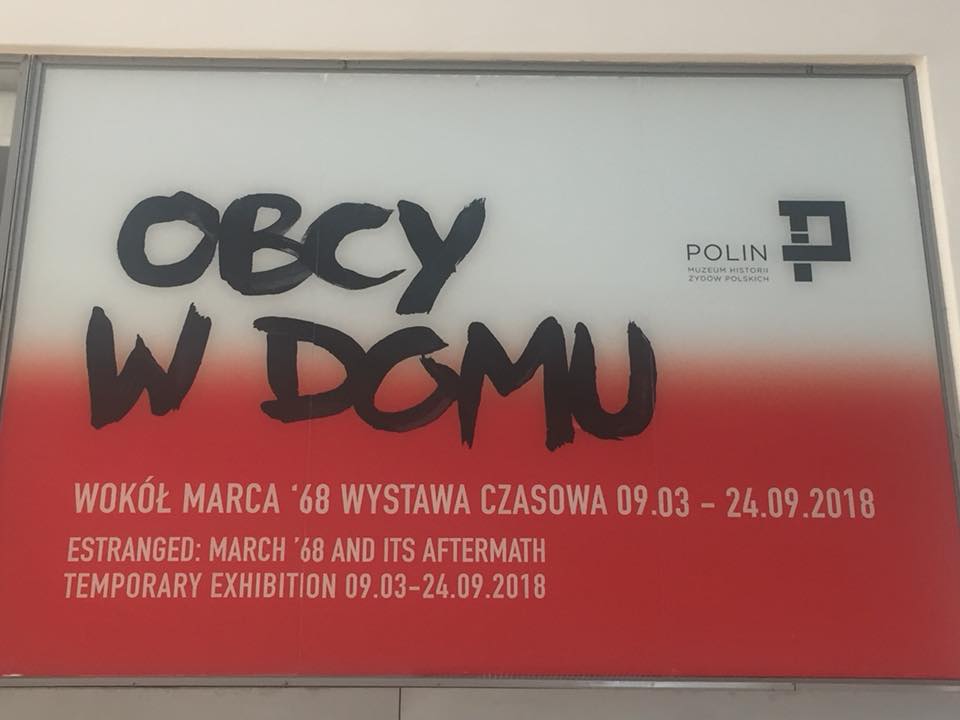 OBCY
W DOMU
POLIN
MUZEUM HISTORII
ŻYDÓW POLSKICH
WOKÓŁ MARCA '68 WYSTAWA CZASOWA 09.03 - 24.09.2018
ESTRANGED: MARCH '68 AND ITS AFTERMATH
TEMPORARY EXHIBITION 09.03-24.09.2018